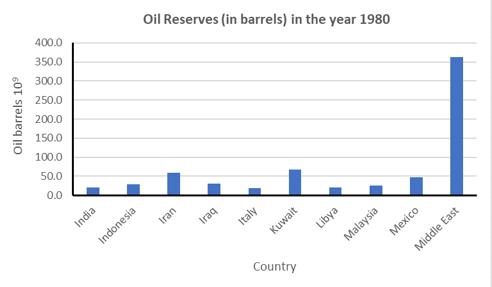 Oil Reserves (in barrels) in the year 1980
400.0
350.0
300.0
250.0
200.0
150.0
100.0
50.0
0.0
Oil barrels 10⁹
India
Indonesia
Iran
Iraq
Italy
Kuwait
Libya
Malaysia
Mexico
Middle East
Country